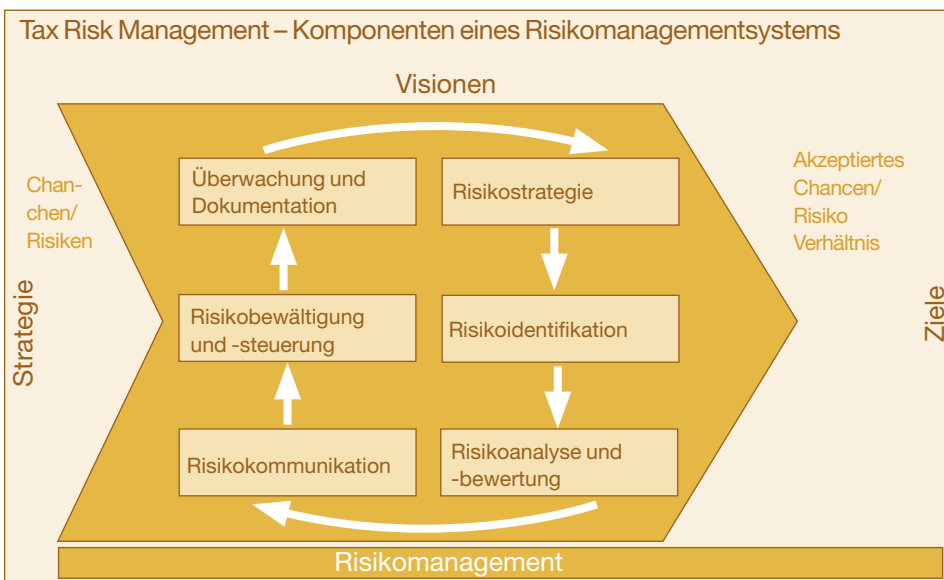 Tax Risk Management – Komponenten eines Risikomanagementsystems
Visionen
Chan-
chen/
Risiken
Strategie
Überwachung und
Dokumentation
Risikostrategie
Risikobewältigung
und -steuerung
Risikoidentifikation
Risikokommunikation
Risikoanalyse und
-bewertung
Akzeptiertes
Chancen/
Risiko
Verhältnis
Ziele
Risikomanagement